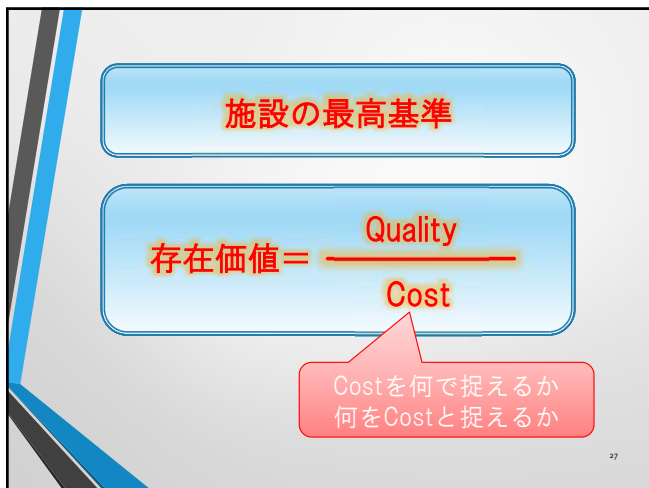 施設の最高基準
存在価値＝
Quality
Cost
Costを何で捉えるか
何をCostと捉えるか
27